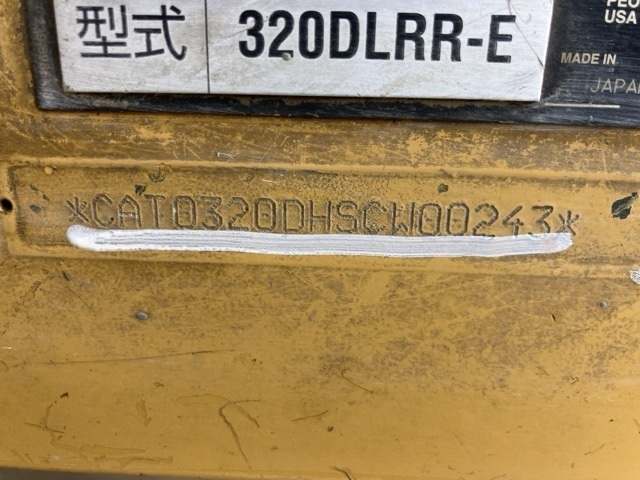 型式 320DLRR-E
USA
MADE IN
JAPAN
*CAT0320DHSCW00243*